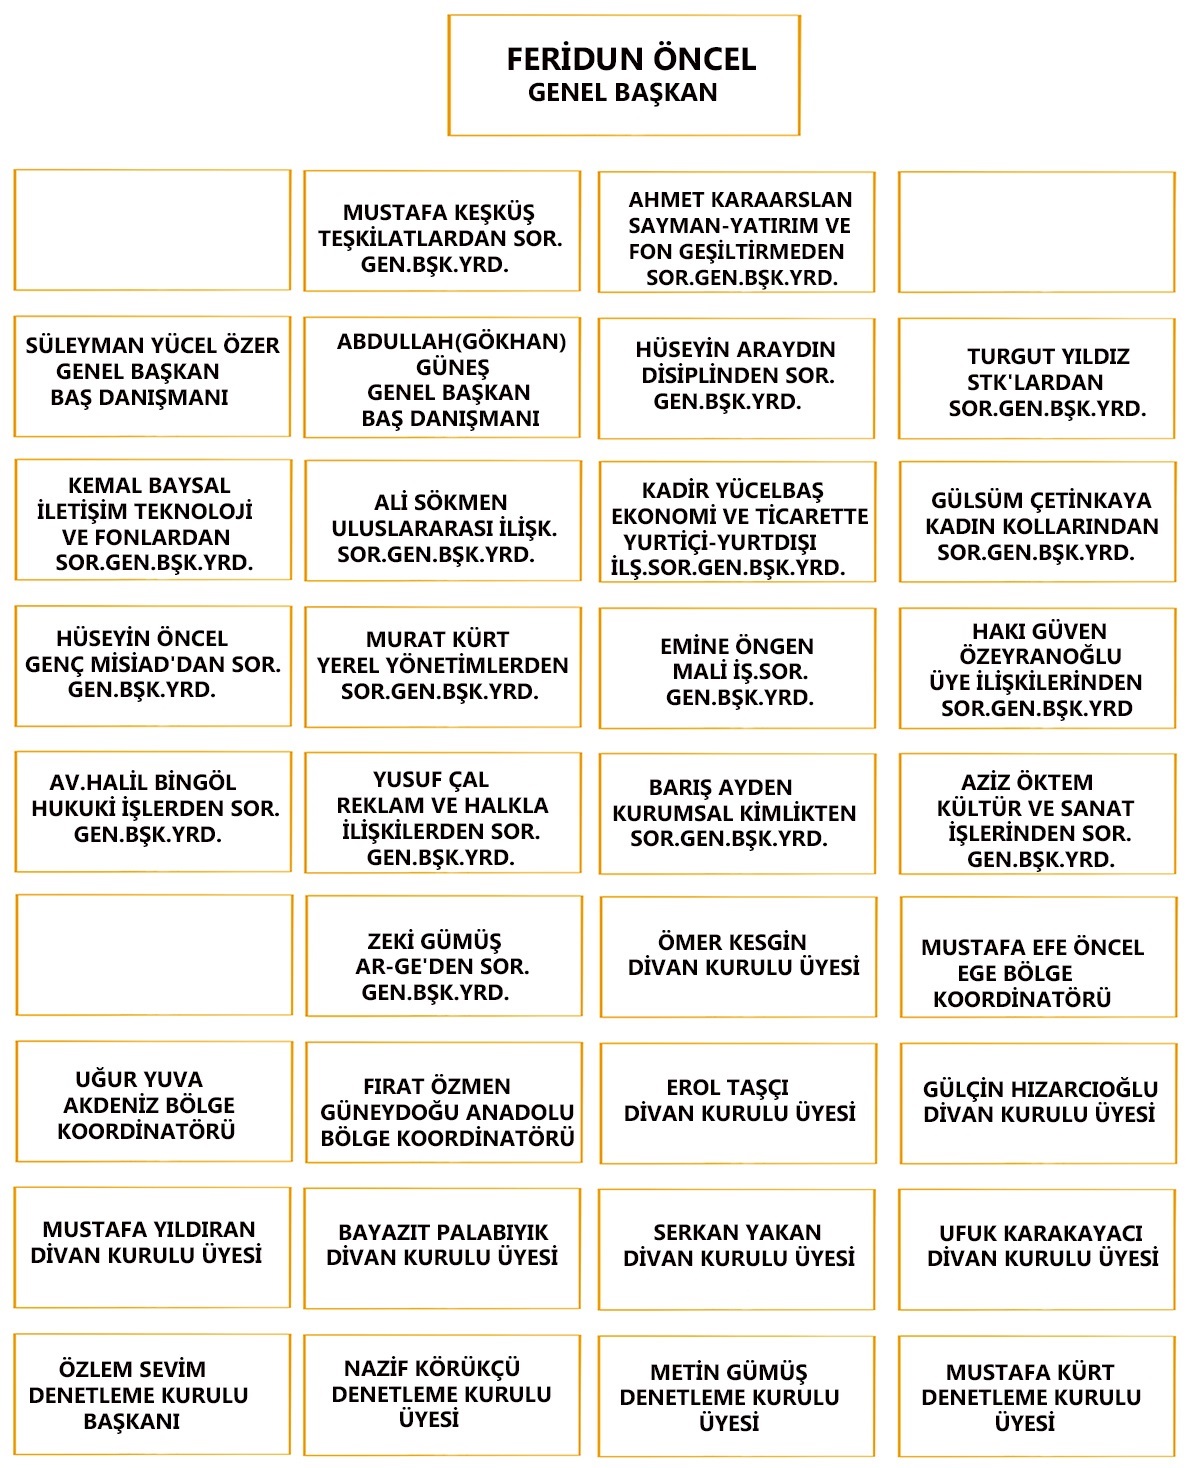 FERİDUN ÖNCEL
GENEL BAŞKAN
MUSTAFA KEŞKÜŞ
TEŞKİLATLARDAN SOR.
GEN.BŞK.YRD.
AHMET KARAARSLAN
SAYMAN-YATIRIM VE
FON GEŞİLTİRMEDEN
SOR.GEN.BŞK.YRD.
SÜLEYMAN YÜCEL ÖZER
GENEL BAŞKAN
BAŞ DANIŞMANI
ABDULLAH(GÖKHAN)
GÜNEŞ
GENEL BAŞKAN
BAŞ DANIŞMANI
HÜSEYİN ARAYDIN
DİSİPLİNDEN SOR.
GEN.BŞK.YRD.
TURGUT YILDIZ
STK'LARDAN
SOR.GEN.BŞK.YRD.
KEMAL BAYSAL
İLETİŞİM TEKNOLOJİ
VE FONLARDAN
SOR.GEN.BŞK.YRD.
ALİ SÖKMEN
ULUSLARARASI İLİŞK.
SOR.GEN.BŞK.YRD.
KADİR YÜCELBAŞ
EKONOMİ VE TİCARETTE
YURTİÇİ-YURTDIŞI
İLŞ.SOR.GEN.BŞK.YRD.
GÜLSÜM ÇETİNKAYA
KADIN KOLLARINDAN
SOR.GEN.BŞK.YRD.
HÜSEYİN ÖNCEL
GENÇ MİSİAD'DAN SOR.
GEN.BŞK.YRD.
MURAT KÜRT
YEREL YÖNETİMLERDEN
SOR.GEN.BŞK.YRD.
EMİNE ÖNGEN
MALİ İŞ.SOR.
GEN.BŞK.YRD.
HAKI GÜVEN
ÖZEYRANOĞLU
ÜYE İLİŞKİLERİNDEN
SOR.GEN.BŞK.YRD
AV.HALİL BİNGÖL
HUKUKİ İŞLERDEN SOR.
GEN.BŞK.YRD.
YUSUF ÇAL
REKLAM VE HALKLA
İLİŞKİLERDEN SOR.
GEN.BŞK.YRD.
BARIŞ AYDEN
KURUMSAL KİMLİKTEN
SOR.GEN.BŞK.YRD.
AZİZ ÖKTEM
KÜLTÜR VE SANAT
İŞLERİNDEN SOR.
GEN.BŞK.YRD.
ZEKİ GÜMÜŞ
AR-GE'DEN SOR.
GEN.BŞK.YRD.
ÖMER KESGİN
DİVAN KURULU ÜYESİ
MUSTAFA EFE ÖNCEL
EGE BÖLGE
KOORDİNATÖRÜ
UĞUR YUVA
AKDENİZ BÖLGE
KOORDİNATÖRÜ
FIRAT ÖZMEN
GÜNEYDOĞU ANADOLU
BÖLGE KOORDİNATÖRÜ
EROL TAŞÇI
DİVAN KURULU ÜYESİ
GÜLÇİN HIZARCIOĞLU
DİVAN KURULU ÜYESİ
MUSTAFA YILDIRAN
DİVAN KURULU ÜYESİ
BAYAZIT PALABIYIK
DİVAN KURULU ÜYESİ
SERKAN YAKAN
DİVAN KURULU ÜYESİ
UFUK KARAKAYACI
DİVAN KURULU ÜYESİ
ÖZLEM SEVİM
DENETLEME KURULU
BAŞKANI
NAZİF KÖRÜKÇÜ
DENETLEME KURULU
ÜYESİ
METİN GÜMÜŞ
DENETLEME KURULU
ÜYESİ
MUSTAFA KÜRT
DENETLEME KURULU
ÜYESİ